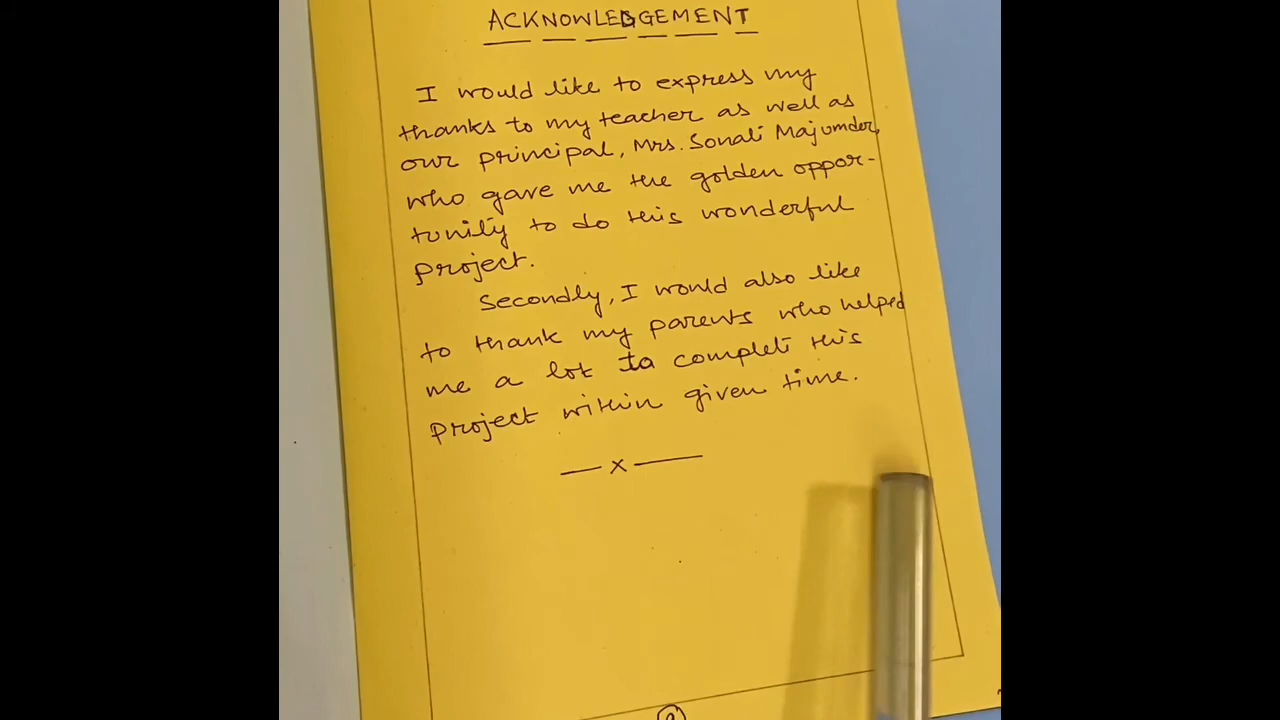 ACKNOWLEDGEMENT
I would like to express my
thanks to my teacher as well as
our principal, Mrs. Sonali Majumder,
who gave me the golden oppor-
tunity to do this wonderful
project.
Secondly, I would also like
to thank my parents who helped
me a lot to complete this
project within given time.
— x —